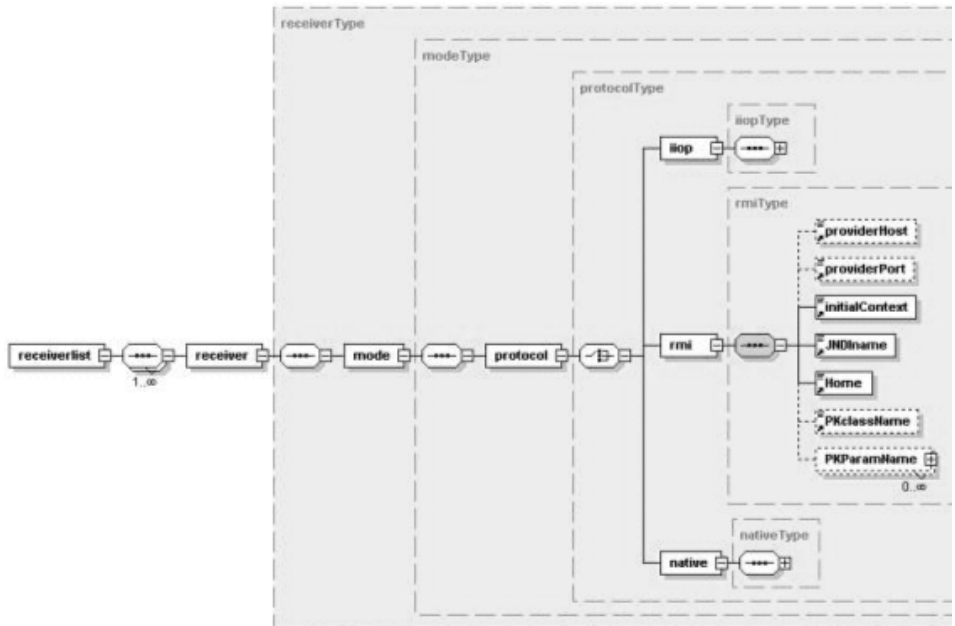 receiverType
modeType
protocolType
iiopType
iiop
rmiType
providerHost
providerPort
initialContext
receiverlist
receiver
mode
protocol
rmi
JNDIname
1..∞
Home
PKclassName
PKParamName
0..∞
nativeType
native